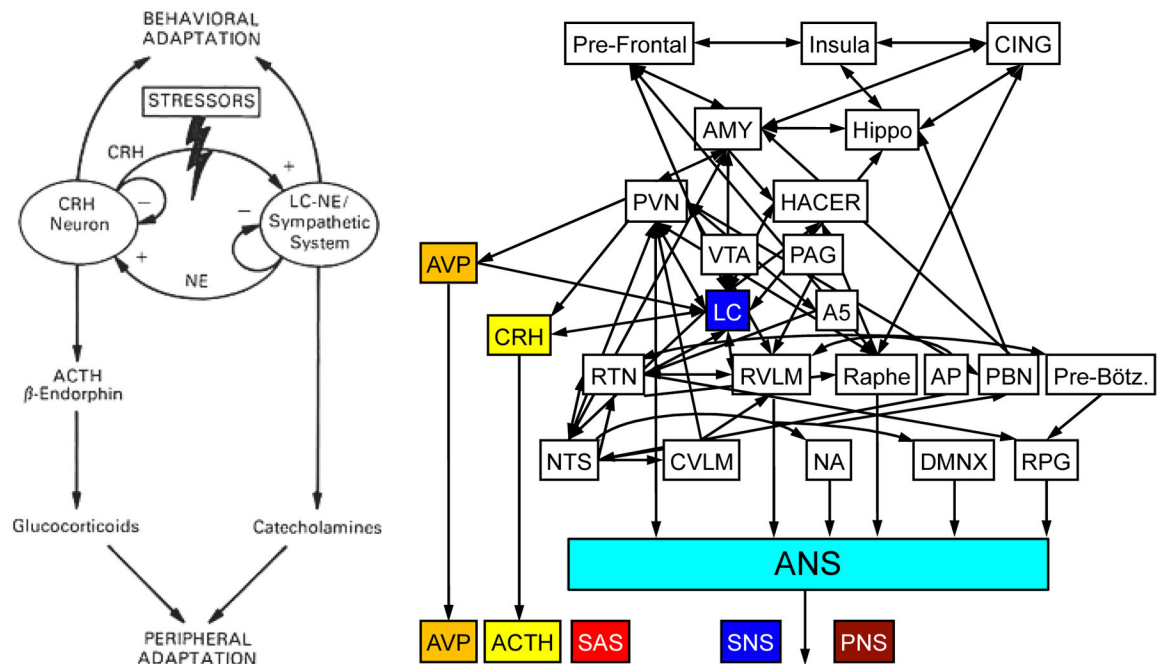 BEHAVIORAL
ADAPTATION
STRESSORS
CRH
+
CRH
Neuron
−
−
LC-NE/
Sympathetic
System
+
NE
ACTH
β-Endorphin
Glucocorticoids
Catecholamines
PERIPHERAL
ADAPTATION
Pre-Frontal
Insula
CING
AMY
Hippo
PVN
HACER
AVP
VTA
PAG
LC
A5
CRH
RTN
RVLM
Raphe
AP
PBN
Pre-Bötz.
NTS
CVLM
NA
DMNX
RPG
ANS
AVP
ACTH
SAS
SNS
PNS